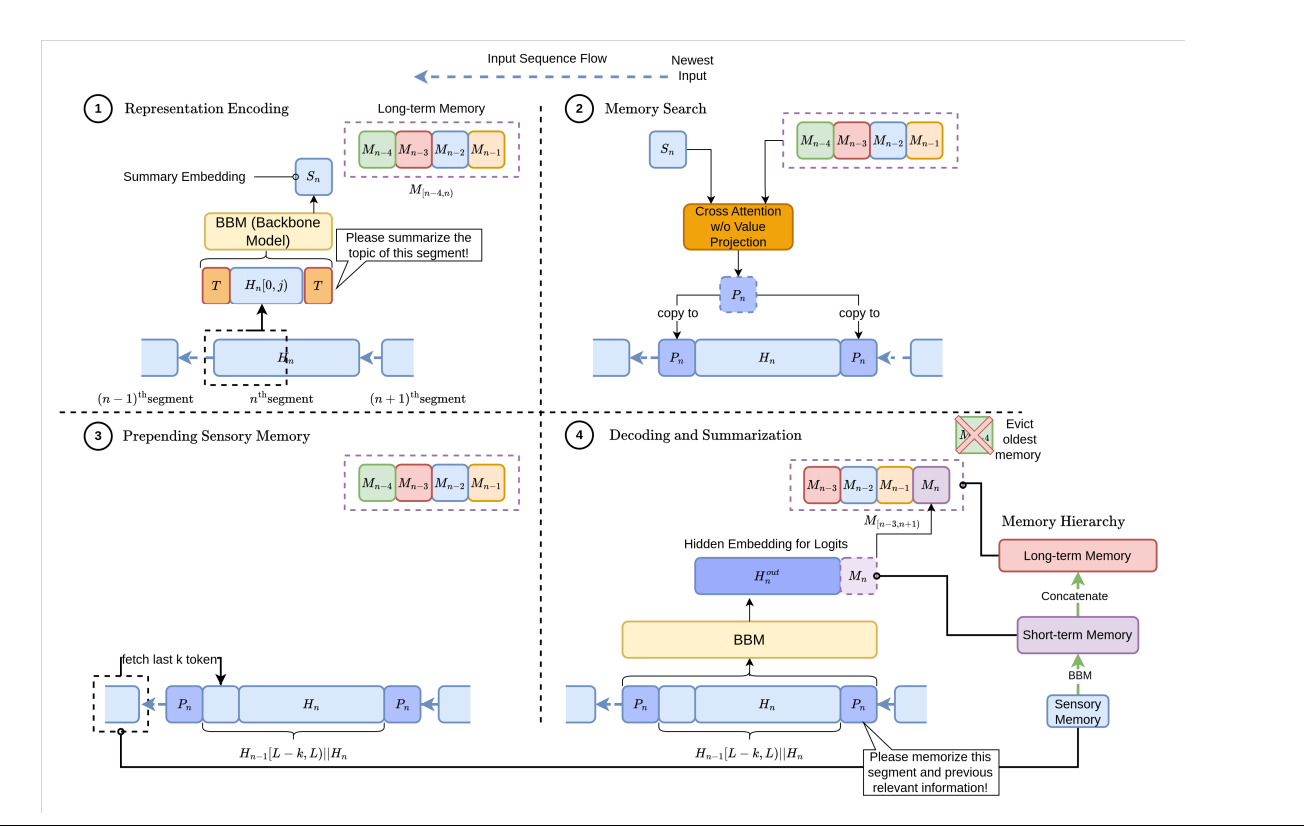 Input Sequence Flow
Newest
Input
1 Representation Encoding
Long-term Memory
M_{n-4} M_{n-3} M_{n-2} M_{n-1}
M_{[n-4,n)}
Summary Embedding
S_n
BBM (Backbone
Model)
Please summarize the
topic of this segment!
T H_n[0, j) T
H_n
(n − 1)^{th}segment n^{th}segment (n + 1)^{th}segment
2 Memory Search
S_n
M_{n-4} M_{n-3} M_{n-2} M_{n-1}
Cross Attention
w/o Value
Projection
P_n
copy to copy to
P_n H_n P_n
3 Prepending Sensory Memory
M_{n-4} M_{n-3} M_{n-2} M_{n-1}
fetch last k token
P_n H_n P_n
H_{n-1}[L − k, L)||H_n
4 Decoding and Summarization
Evict
oldest
memory
M_{n-3} M_{n-2} M_{n-1} M_n
M_{[n-3,n+1)}
Hidden Embedding for Logits
H_n^{out} M_n
BBM
P_n H_n P_n
H_{n-1}[L − k, L)||H_n
Please memorize this
segment and previous
relevant information!
Memory Hierarchy
Long-term Memory
Concatenate
Short-term Memory
BBM
Sensory
Memory